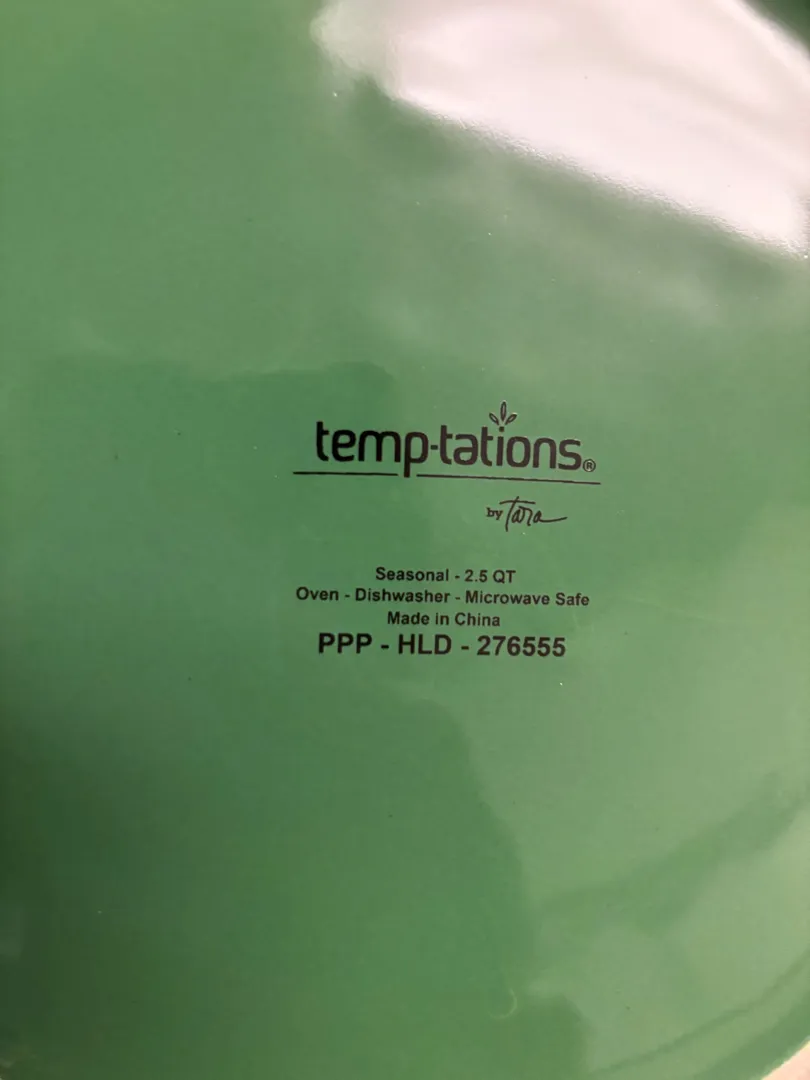 temp-tations®
by Tara
Seasonal - 2.5 QT
Oven - Dishwasher - Microwave Safe
Made in China
PPP - HLD - 276555